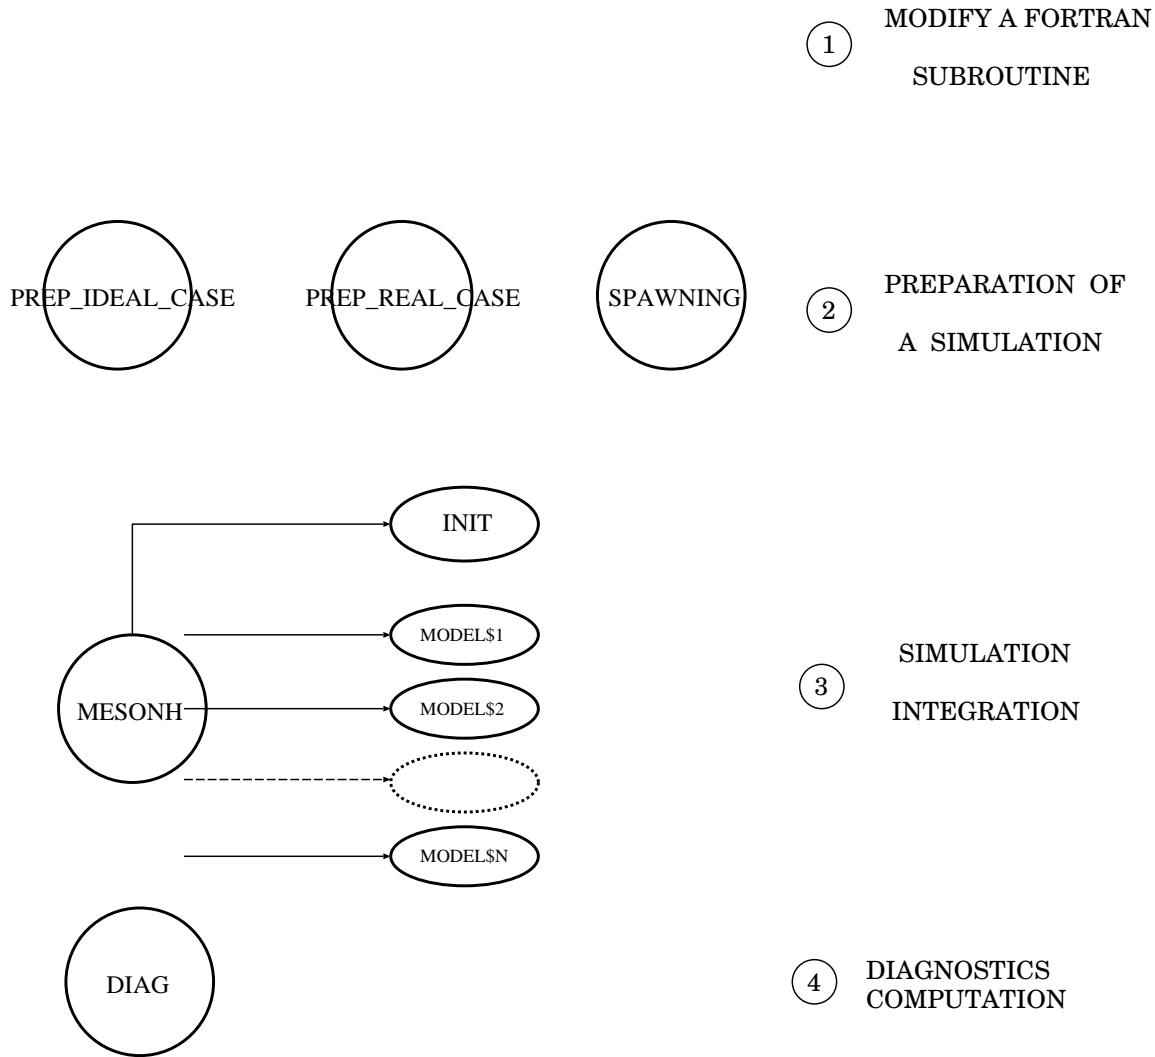 1
MODIFY A FORTRAN
SUBROUTINE
PREP_IDEAL_CASE
PREP_REAL_CASE
SPAWNING
2
PREPARATION OF
A SIMULATION
INIT
MODEL$1
MESONH
MODEL$2
MODEL$N
3
SIMULATION
INTEGRATION
DIAG
4
DIAGNOSTICS
COMPUTATION